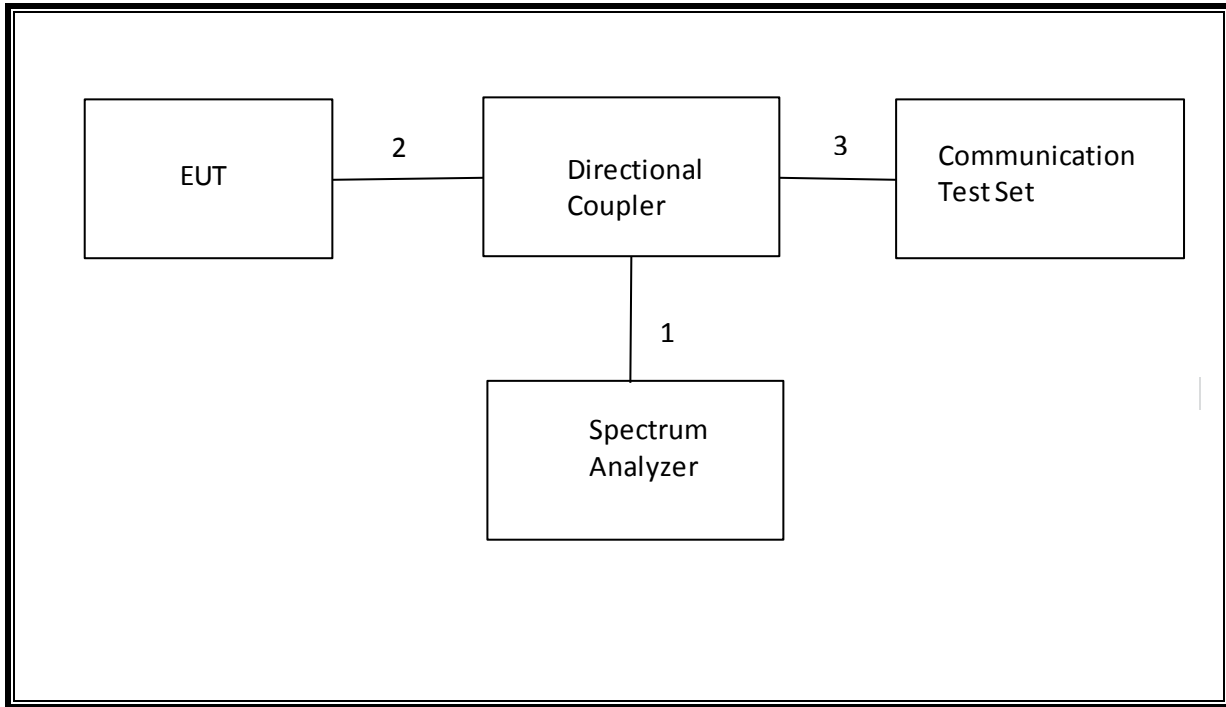 EUT
2
Directional
Coupler
3
Communication
Test Set
1
Spectrum
Analyzer